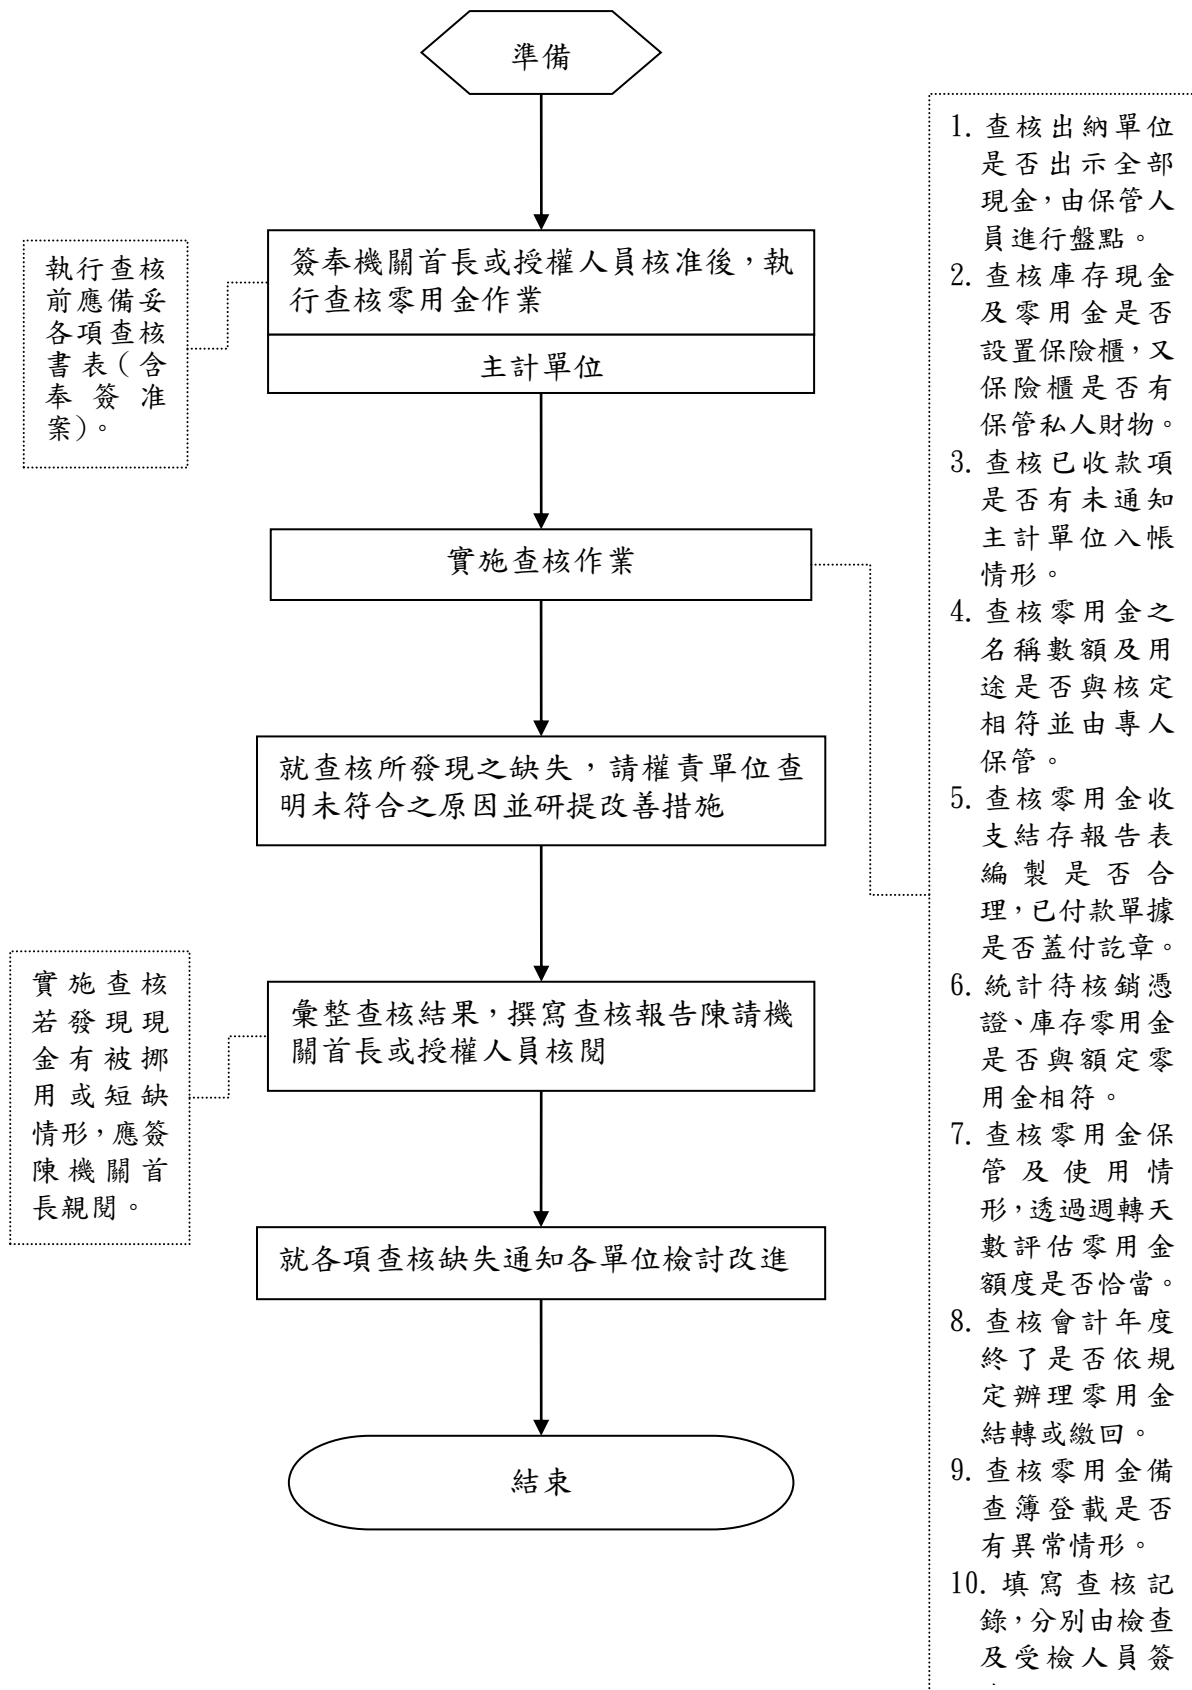 準備
簽奉機關首長或授權人員核准後，執
行查核零用金作業
主計單位
執行查核
前應備妥
各項查核
書表（含
奉簽准
案）。
實施查核作業
就查核所發現之缺失，請權責單位查
明未符合之原因並研提改善措施
彙整查核結果，撰寫查核報告陳請機
關首長或授權人員核閱
實施查核
若發現現
金有被挪
用或短缺
情形，應簽
陳機關首
長親閱。
就各項查核缺失通知各單位檢討改進
結束
1. 查核出納單位
是否出示全部
現金，由保管人
員進行盤點。
2. 查核庫存現金
及零用金是否
設置保險櫃，又
保險櫃是否有
保管私人財物。
3. 查核已收款項
是否有未通知
主計單位入帳
情形。
4. 查核零用金之
名稱數額及用
途是否與核定
相符並由專人
保管。
5. 查核零用金收
支結存報告表
編製是否合
理，已付款單據
是否蓋付訖章。
6. 統計待核銷憑
證、庫存零用金
是否與額定零
用金相符。
7. 查核零用金保
管及使用情
形，透過週轉天
數評估零用金
額度是否恰當。
8. 查核會計年度
終了是否依規
定辦理零用金
結轉或繳回。
9. 查核零用金備
查簿登載是否
有異常情形。
10. 填寫查核記
錄，分別由檢查
及受檢人員簽